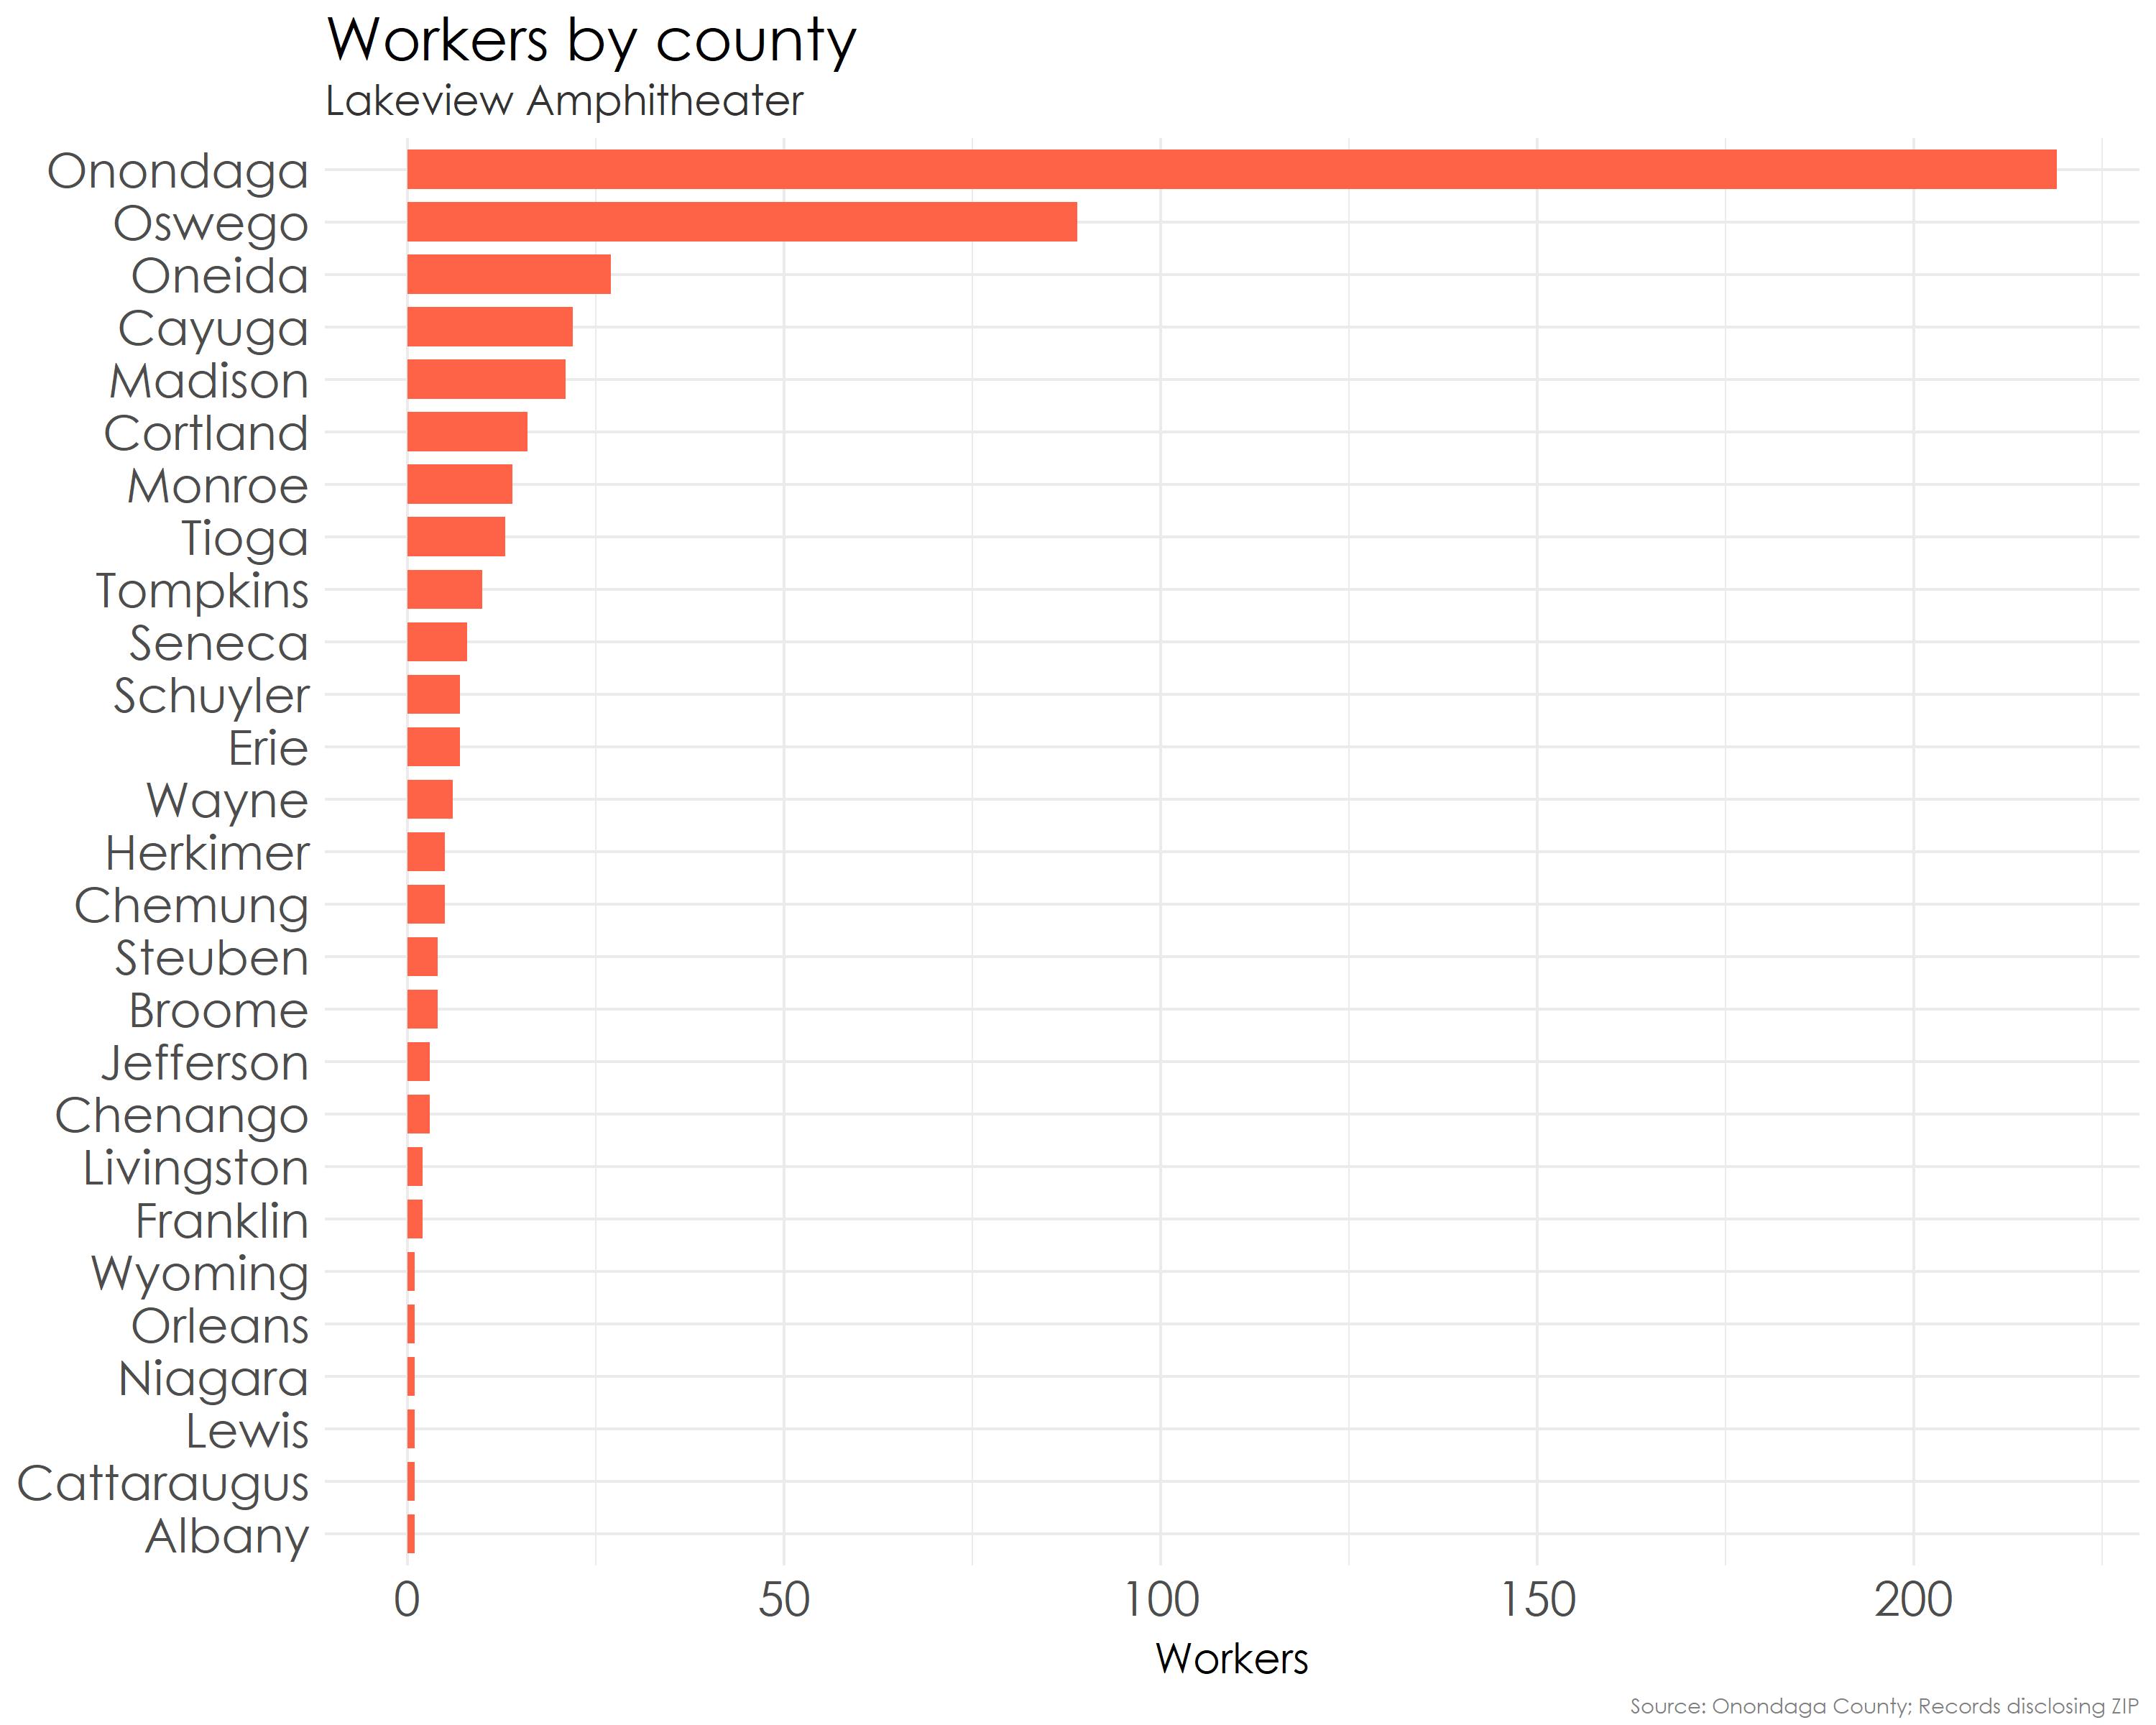 Workers by county
Lakeview Amphitheater
Onondaga
Oswego
Oneida
Cayuga
Madison
Cortland
Monroe
Tioga
Tompkins
Seneca
Schuyler
Erie
Wayne
Herkimer
Chemung
Steuben
Broome
Jefferson
Chenango
Livingston
Franklin
Wyoming
Orleans
Niagara
Lewis
Cattaraugus
Albany
0 50 100 150 200
Workers
Source: Onondaga County; Records disclosing ZIP